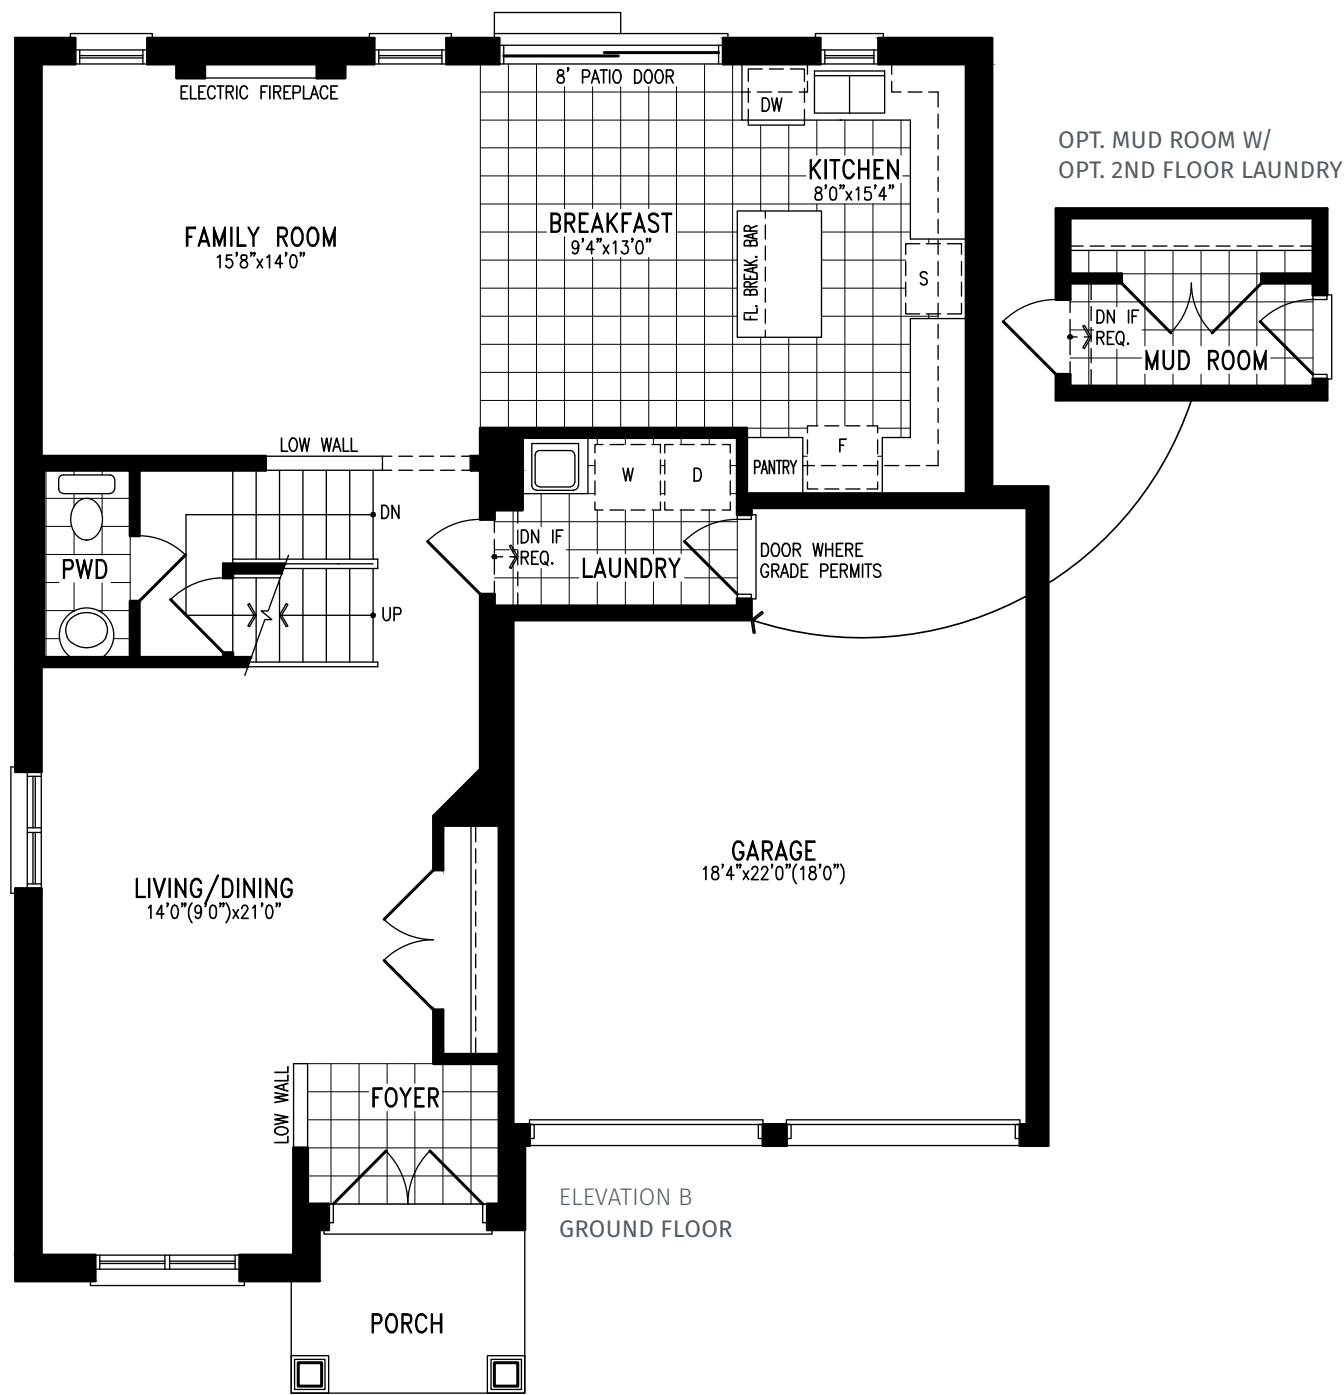 8' PATIO DOOR
ELECTRIC FIREPLACE
DW
OPT. MUD ROOM W/
OPT. 2ND FLOOR LAUNDRY
KITCHEN
8'0"x15'4"
FAMILY ROOM
15'8"x14'0"
BREAKFAST
9'4"x13'0"
FL. BREAK. BAR
S
DN IF
REQ.
MUD ROOM
LOW WALL
F
PANTRY
W
D
DN
DN IF
REQ.
LAUNDRY
DOOR WHERE
GRADE PERMITS
PWD
UP
GARAGE
18'4"x22'0"(18'0")
LIVING/DINING
14'0"(9'0")x21'0"
LOW WALL
FOYER
ELEVATION B
GROUND FLOOR
PORCH